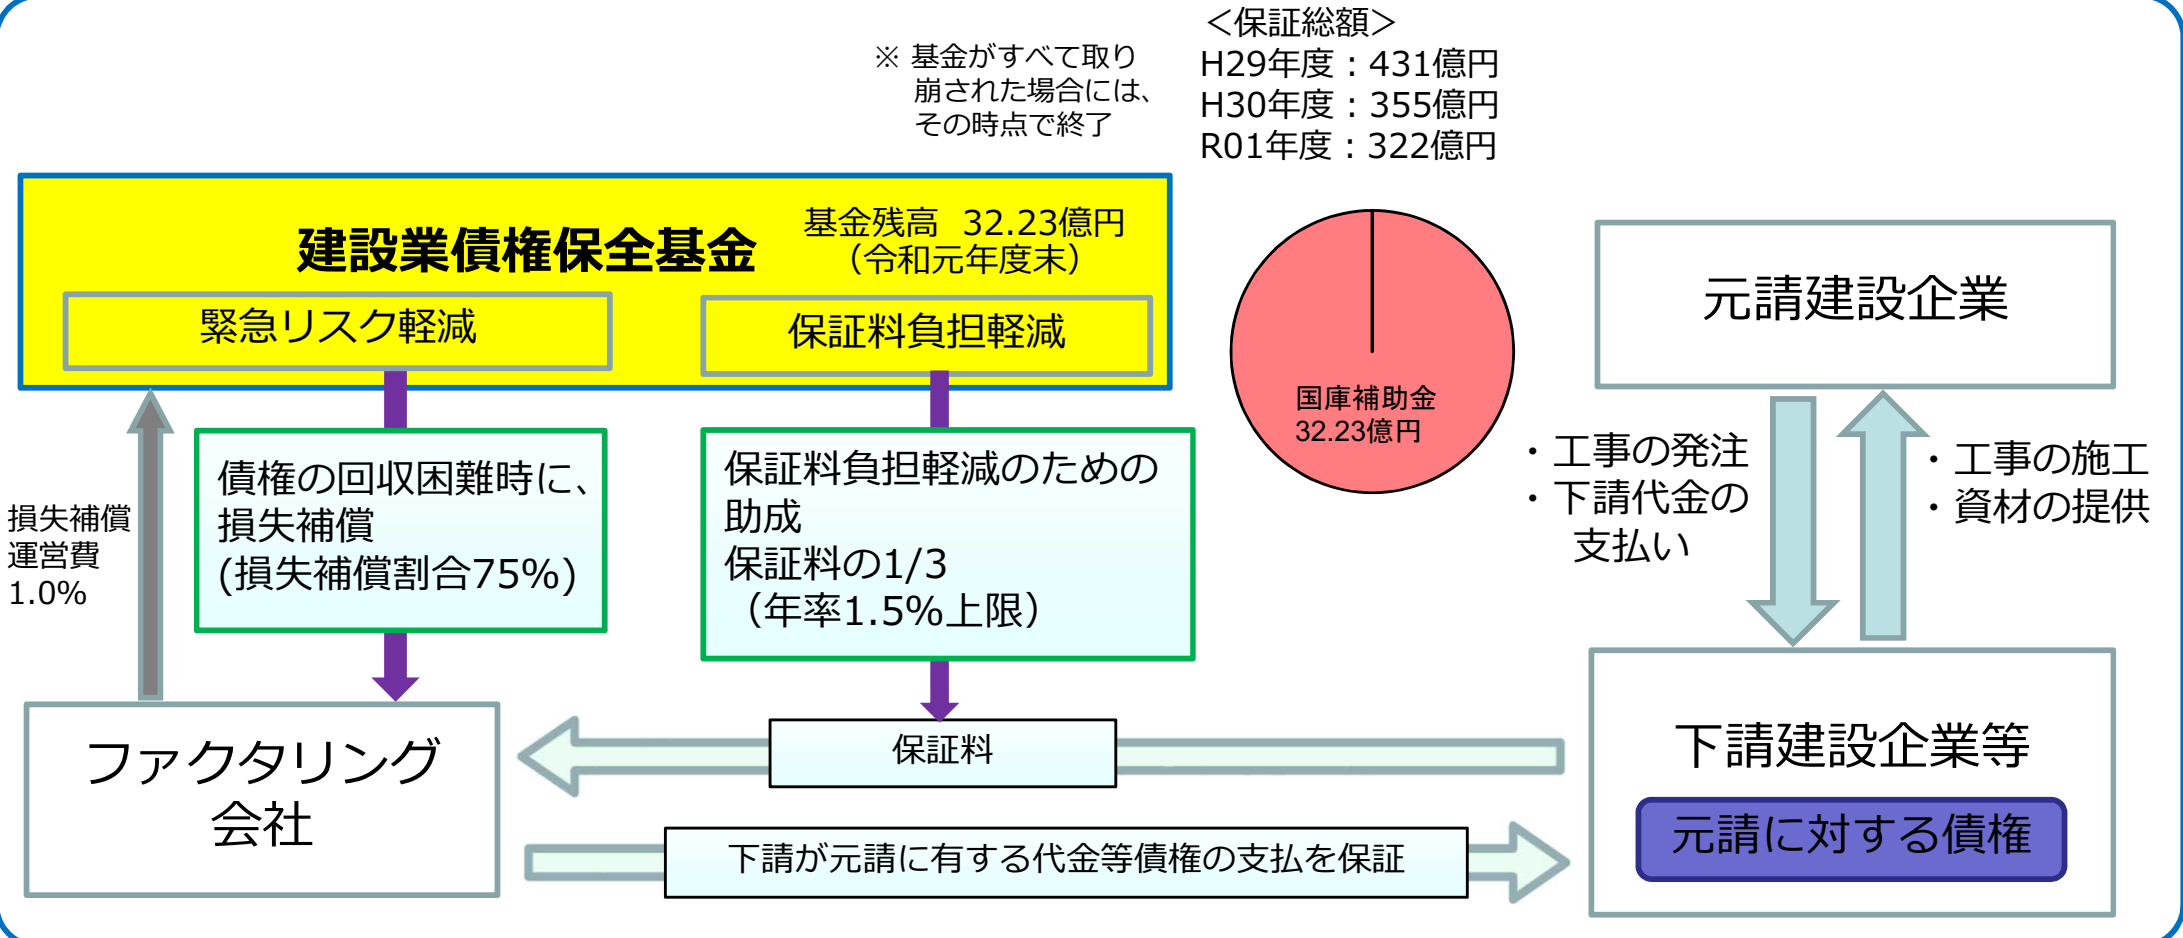 ＜保証総額＞
H29年度：431億円
H30年度：355億円
R01年度：322億円
※ 基金がすべて取り
崩された場合には、
その時点で終了
建設業債権保全基金
基金残高 32.23億円
（令和元年度末）
緊急リスク軽減
保証料負担軽減
国庫補助金
32.23億円
元請建設企業
損失補償
運営費
1.0%
債権の回収困難時に、
損失補償
(損失補償割合75%)
保証料負担軽減のための
助成
保証料の1/3
（年率1.5%上限）
・工事の発注
・下請代金の
支払い
・工事の施工
・資材の提供
ファクタリング
会社
保証料
下請が元請に有する代金等債権の支払を保証
下請建設企業等
元請に対する債権